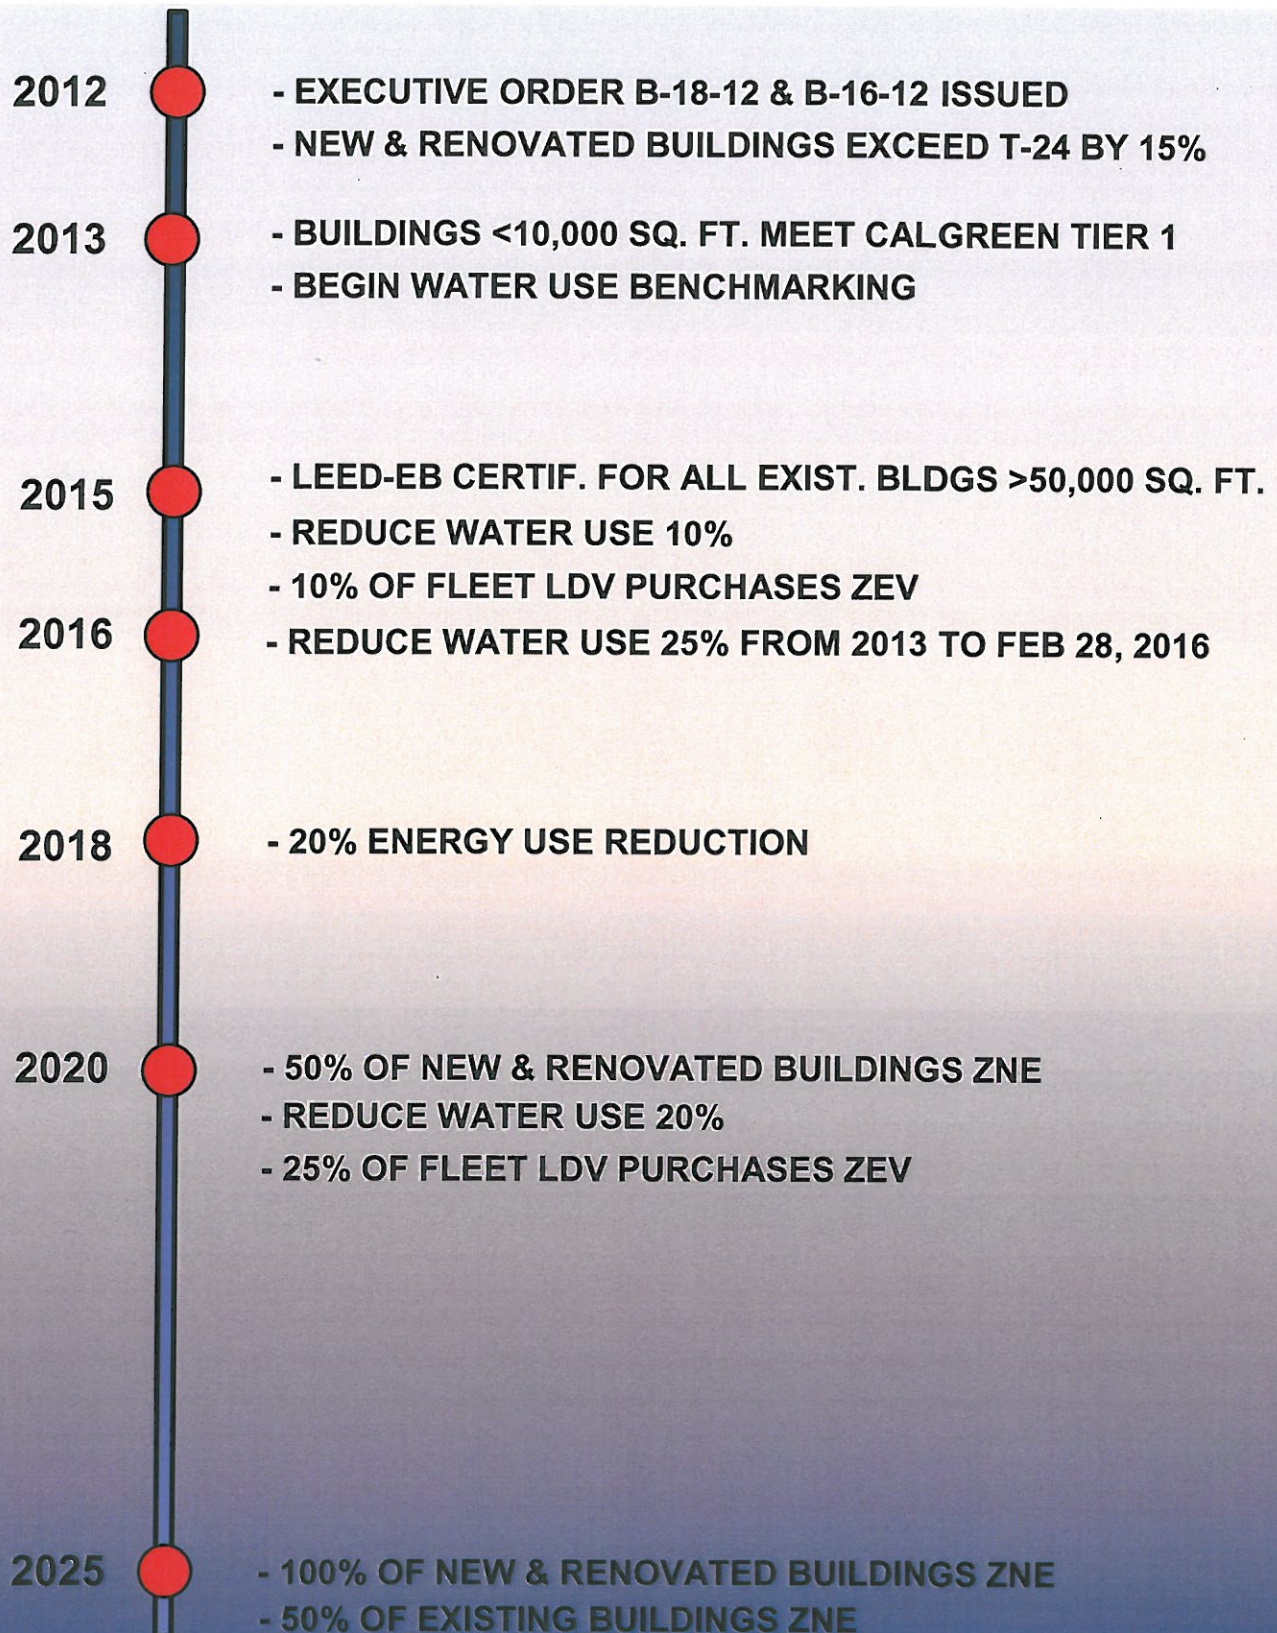 2012
- EXECUTIVE ORDER B-18-12 & B-16-12 ISSUED
- NEW & RENOVATED BUILDINGS EXCEED T-24 BY 15%
2013
- BUILDINGS <10,000 SQ. FT. MEET CALGREEN TIER 1
- BEGIN WATER USE BENCHMARKING
2015
- LEED-EB CERTIF. FOR ALL EXIST. BLDGS >50,000 SQ. FT.
- REDUCE WATER USE 10%
- 10% OF FLEET LDV PURCHASES ZEV
2016
- REDUCE WATER USE 25% FROM 2013 TO FEB 28, 2016
2018
- 20% ENERGY USE REDUCTION
2020
- 50% OF NEW & RENOVATED BUILDINGS ZNE
- REDUCE WATER USE 20%
- 25% OF FLEET LDV PURCHASES ZEV
2025
- 100% OF NEW & RENOVATED BUILDINGS ZNE
- 50% OF EXISTING BUILDINGS ZNE